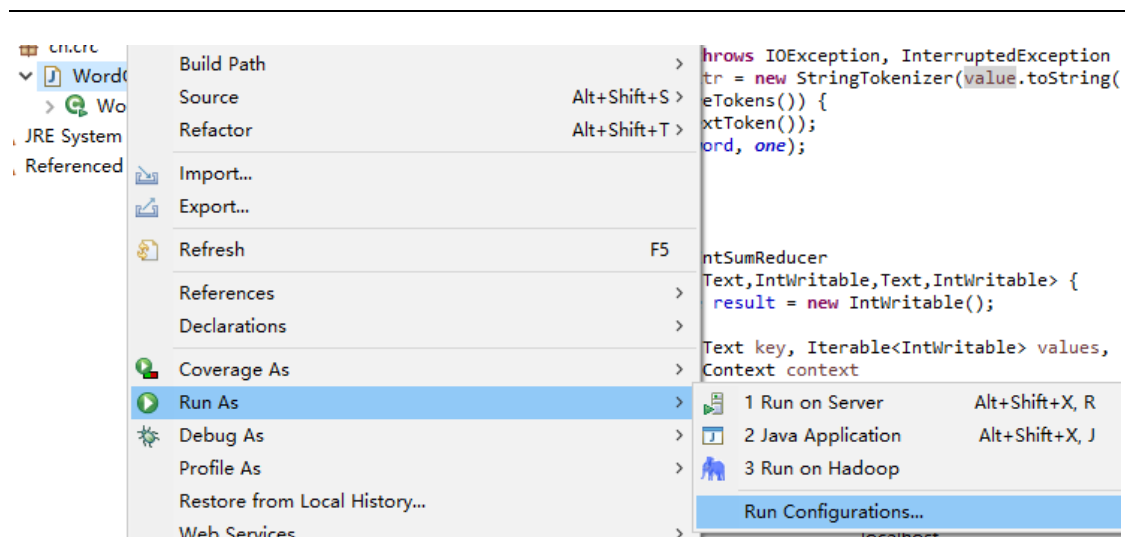 cn.crc
Word
Wo
JRE System
Referenced
Build Path
Source Alt+Shift+S
Refactor Alt+Shift+T
Import...
Export...
Refresh F5
References
Declarations
Coverage As
Run As
Debug As
Profile As
Restore from Local History...
Web Services
hrows IOException, InterruptedException
tr = new StringTokenizer(value.toString(
eTokens()) {
xtToken());
ord, one);
ntSumReducer
Text,IntWritable,Text,IntWritable> {
result = new IntWritable();
Text key, Iterable<IntWritable> values,
Context context
1 Run on Server Alt+Shift+X, R
2 Java Application Alt+Shift+X, J
3 Run on Hadoop
Run Configurations...
localhost